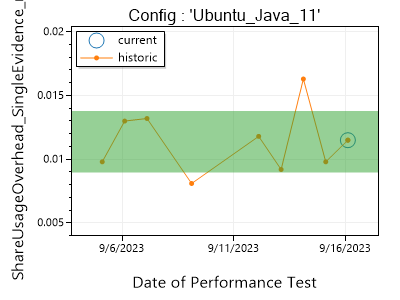 Config : 'Ubuntu_Java_11'
ShareUsageOverhead_SingleEvidence_
0.02
0.015
0.01
0.005
current
historic
9/6/2023
9/11/2023
9/16/2023
Date of Performance Test